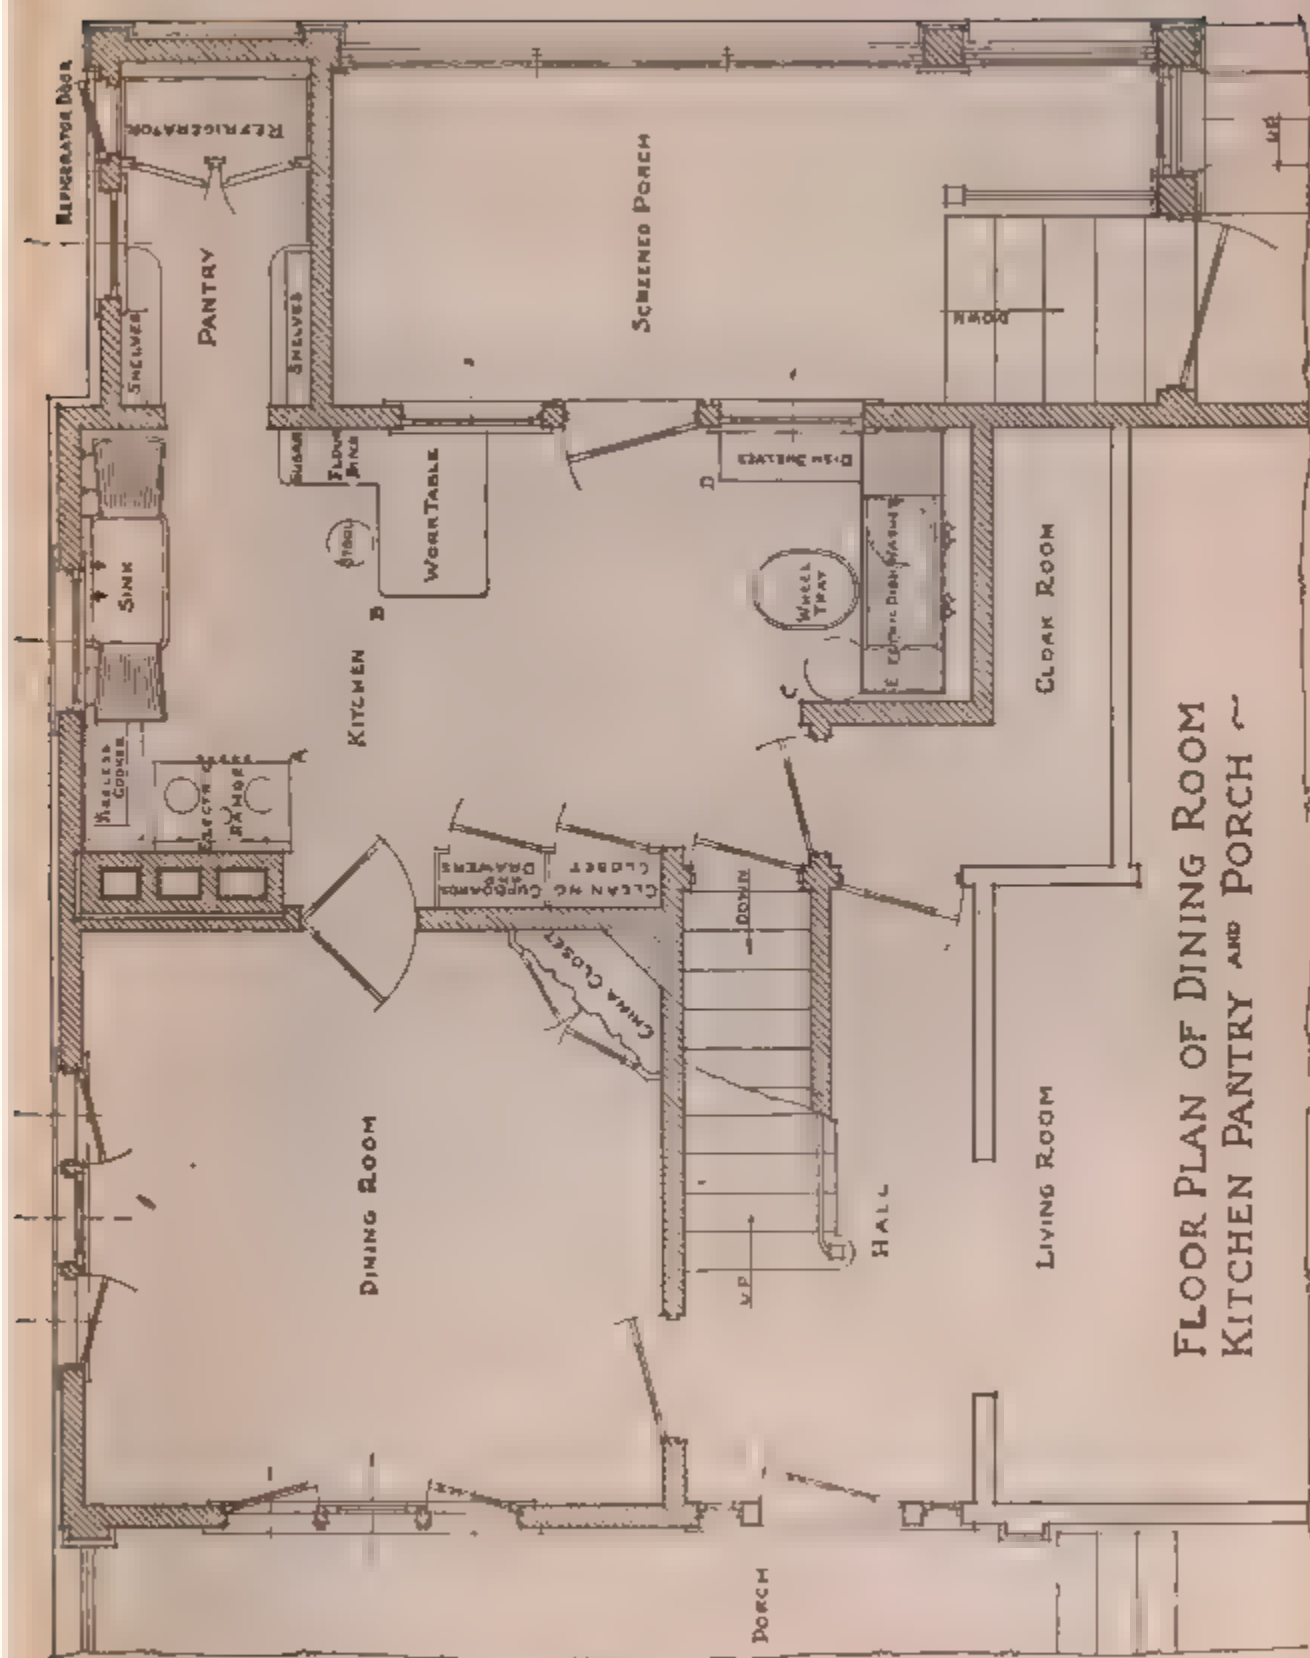 REFRIGERATOR DOOR
REFRIGERATOR
PANTRY
SHELVES
SHELVES
SCREENED PORCH
UP
DOWN
SUGAR
FLOUR
BINS
WORK TABLE
STOOL
B
SINK
KITCHEN
DISH SHELVES
D
WHEEL
TRAY
C
CLOAK ROOM
FIRELESS
COOKER
ELECTRIC
RANGE
A
CUPBOARDS
AND
DRAWERS
CLEANING
CLOSET
DOWN
CHINA CLOSET
DINING ROOM
UP
HALL
LIVING ROOM
PORCH
FLOOR PLAN OF DINING ROOM
KITCHEN PANTRY AND PORCH ~